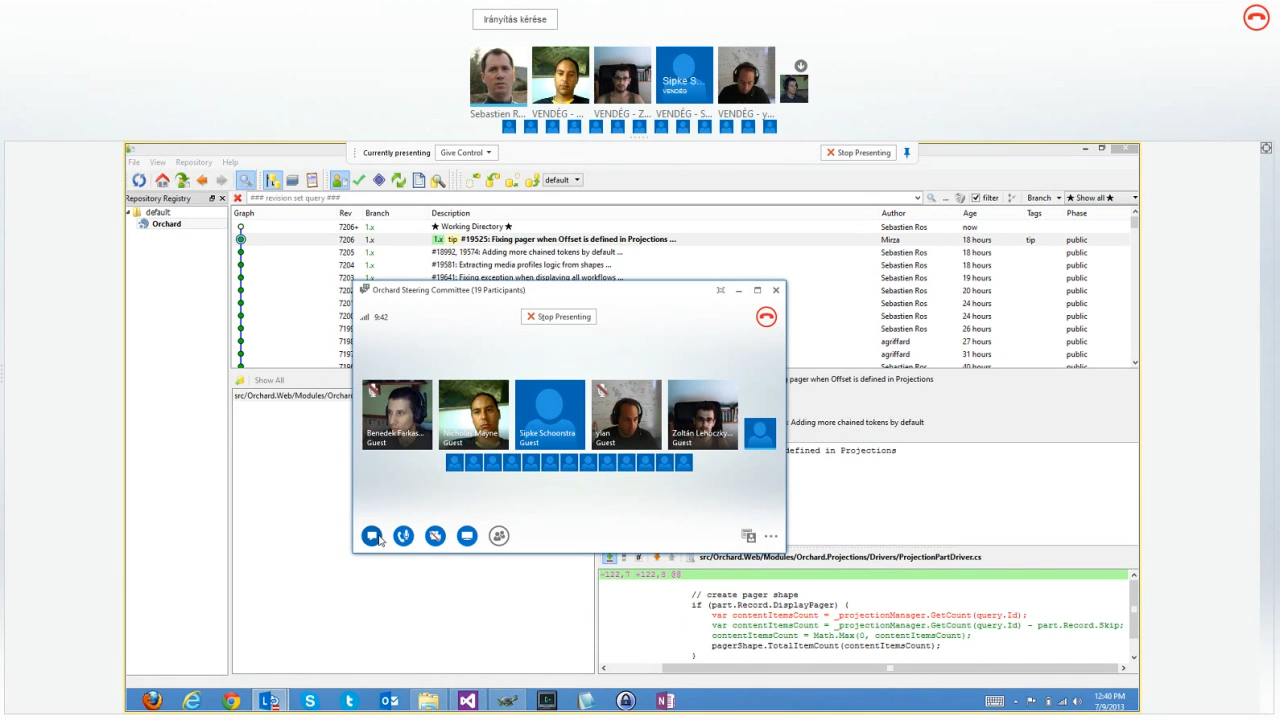 Irányítás kérése
Sipke S...
VENDÉG
Sebastien R...
VENDÉG - ...
VENDÉG - Z...
VENDÉG - S...
VENDÉG - y...
Currently presenting
Give Control
Stop Presenting
File View Repository Help
default
Repository Registry
### revision set query ###
filter
Branch
★ Show all ★
default
Orchard
Graph Rev Branch Description Author Age Tags Phase
7206+ 1.x ★ Working Directory ★ Sebastien Ros now
7206 1.x 1.x tip #19525: Fixing pager when Offset is defined in Projections ... Mirza 18 hours tip public
7205 1.x #18992, 19574: Adding more chained tokens by default ... Sebastien Ros 18 hours public
7204 1.x #19581: Extracting media profiles logic from shapes ... Sebastien Ros 18 hours public
7203 1.x #19641: Fixing exception when displaying all workflows ... Sebastien Ros 19 hours public
Sebastien Ros 20 hours public
Sebastien Ros 24 hours public
Sebastien Ros 24 hours public
Sebastien Ros 26 hours public
agriffard 27 hours public
agriffard 31 hours public
Sebastien Ros 40 hours public
Orchard Steering Committee (19 Participants)
9:42
Stop Presenting
Benedek Farkas...
Guest
Nicholas Mayne
Guest
Sipke Schoorstra
Guest
ylan
Guest
Zoltán Lehóczky...
Guest
Show All
src/Orchard.Web/Modules/Orchar
pager when Offset is defined in Projections
: Adding more chained tokens by default
defined in Projections
src/Orchard.Web/Modules/Orchard.Projections/Drivers/ProjectionPartDriver.cs
-122,7 +122,8 @@
// create pager shape
if (part.Record.DisplayPager) {
var contentItemsCount = _projectionManager.GetCount(query.Id);
var contentItemsCount = _projectionManager.GetCount(query.Id) - part.Record.Skip;
contentItemsCount = Math.Max(0, contentItemsCount);
pagerShape.TotalItemCount(contentItemsCount);
}
12:40 PM
7/9/2013